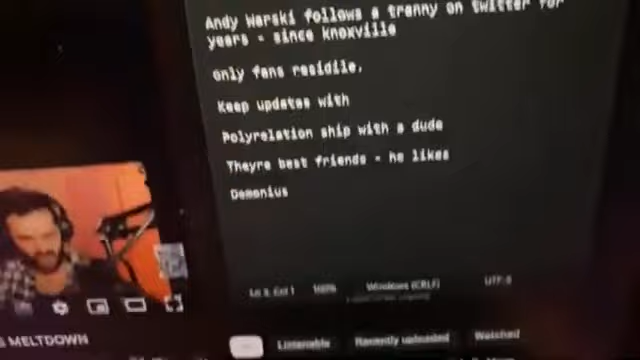 Andy Warski follows a tranny on twitter for
years - since knoxville
only fans residile.
Keep updates with
Polyrelation ship with a dude
Theyre best friends - he likes
Demonius
100%
Windows (CRLF)
UTF-8
MELTDOWN
Listenable
Recently uploaded
Watched